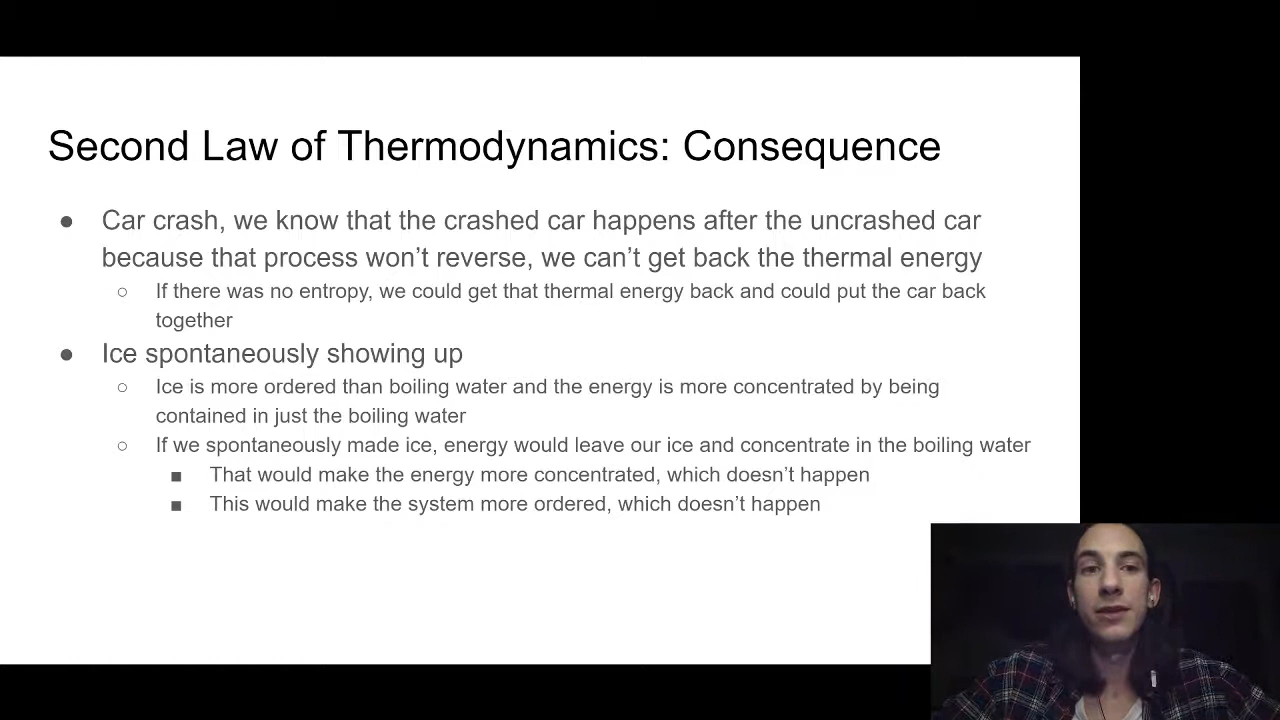 Second Law of Thermodynamics: Consequence
● Car crash, we know that the crashed car happens after the uncrashed car
because that process won’t reverse, we can’t get back the thermal energy
○ If there was no entropy, we could get that thermal energy back and could put the car back
together
● Ice spontaneously showing up
○ Ice is more ordered than boiling water and the energy is more concentrated by being
contained in just the boiling water
○ If we spontaneously made ice, energy would leave our ice and concentrate in the boiling water
■ That would make the energy more concentrated, which doesn’t happen
■ This would make the system more ordered, which doesn’t happen